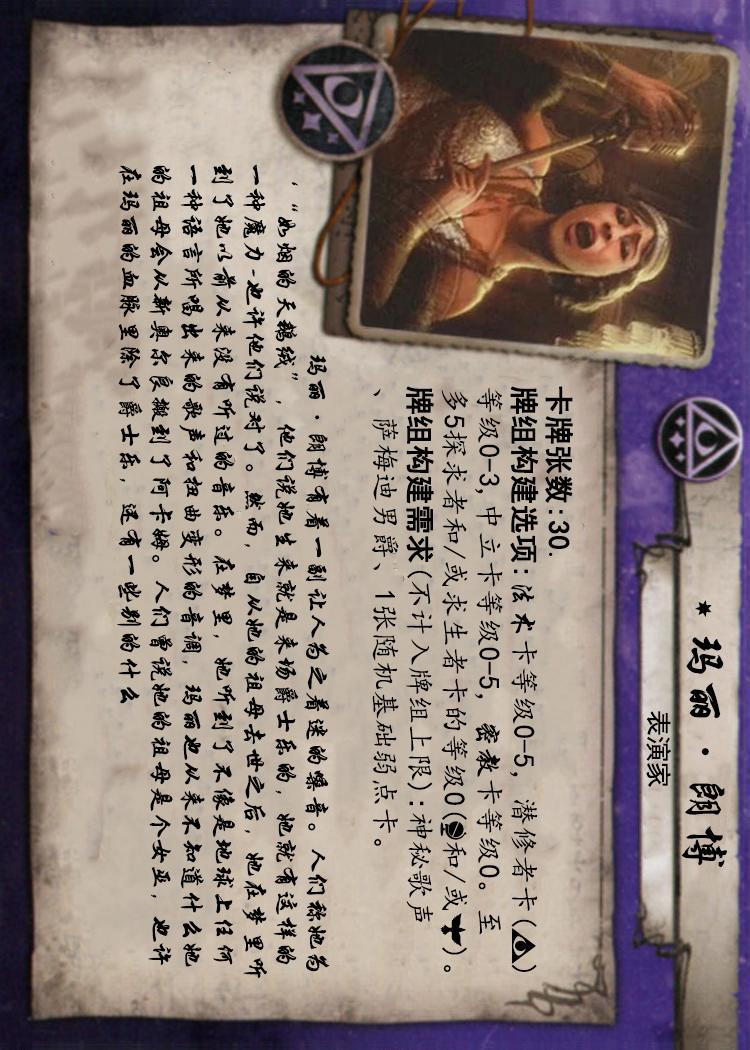 *玛丽·朗博
表演家
卡牌张数:30.
牌组构建选项:法术卡等级0-5,潜修者卡()
等级0-3,中立卡等级0-5,密教卡等级0。至
多5探求者和/或求生者卡的等级0(和/或)。
牌组构建需求(不计入牌组上限):神秘歌声
、萨梅迪男爵、1张随机基础弱点卡。
玛丽·朗博有着一副让人为之着迷的嗓音。人们称她为
,“如烟的天鹅绒”,他们说她生来就是来场爵士乐的,她就有这样的
一种魔力-也许他们说对了。然而,自从她的祖母去世之后,她在梦里听
到了她以前从来没有听过的音乐。在梦里,她听到了不像是地球上任何
一种语言所唱出来的歌声和扭曲变形的音调,玛丽也从来不知道什么她
的祖母会从新奥尔良搬到了阿卡姆。人们曾说她的祖母是个女巫,也许
在玛丽的血脉里除了爵士乐,还有一些别的什么